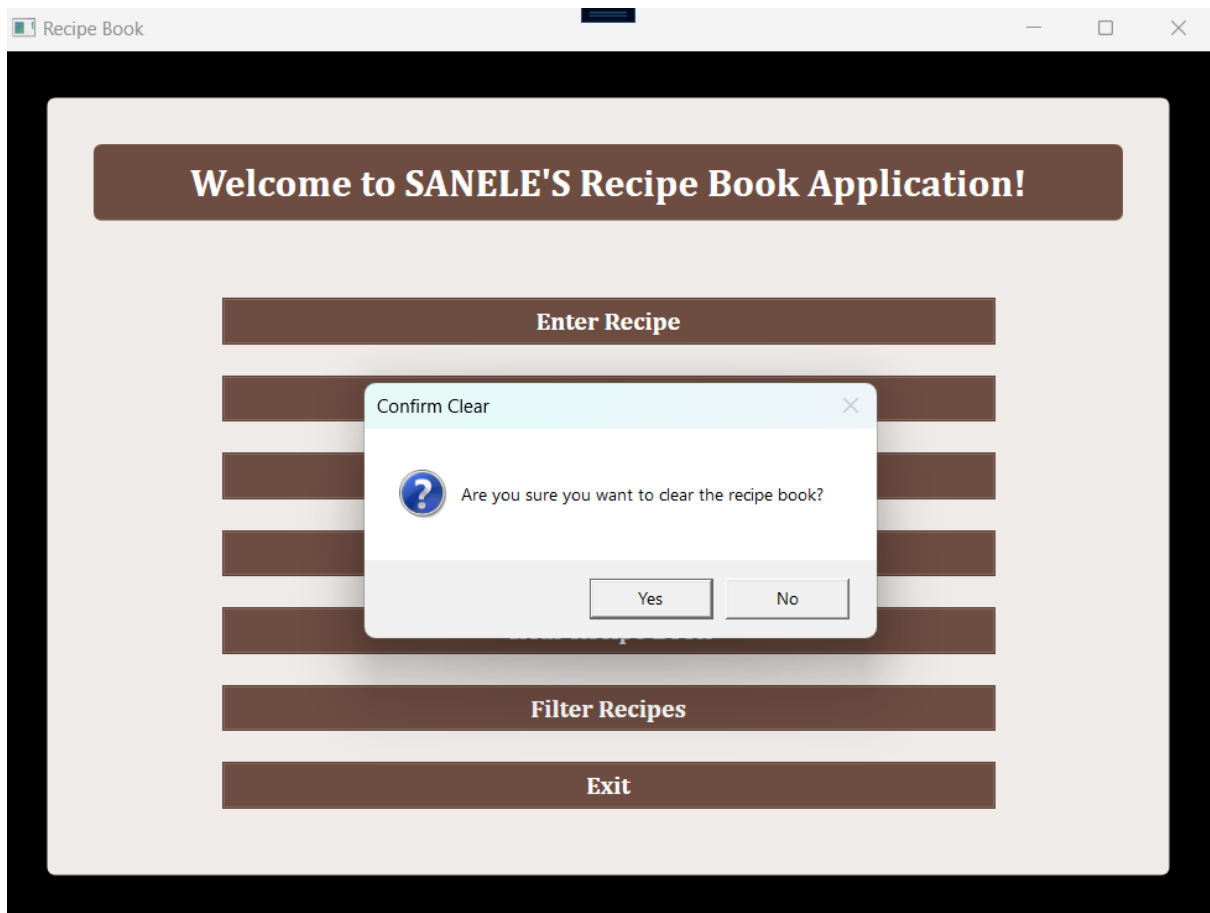 Recipe Book
Welcome to SANELE'S Recipe Book Application!
Enter Recipe
Confirm Clear
Are you sure you want to clear the recipe book?
Yes
No
Filter Recipes
Exit